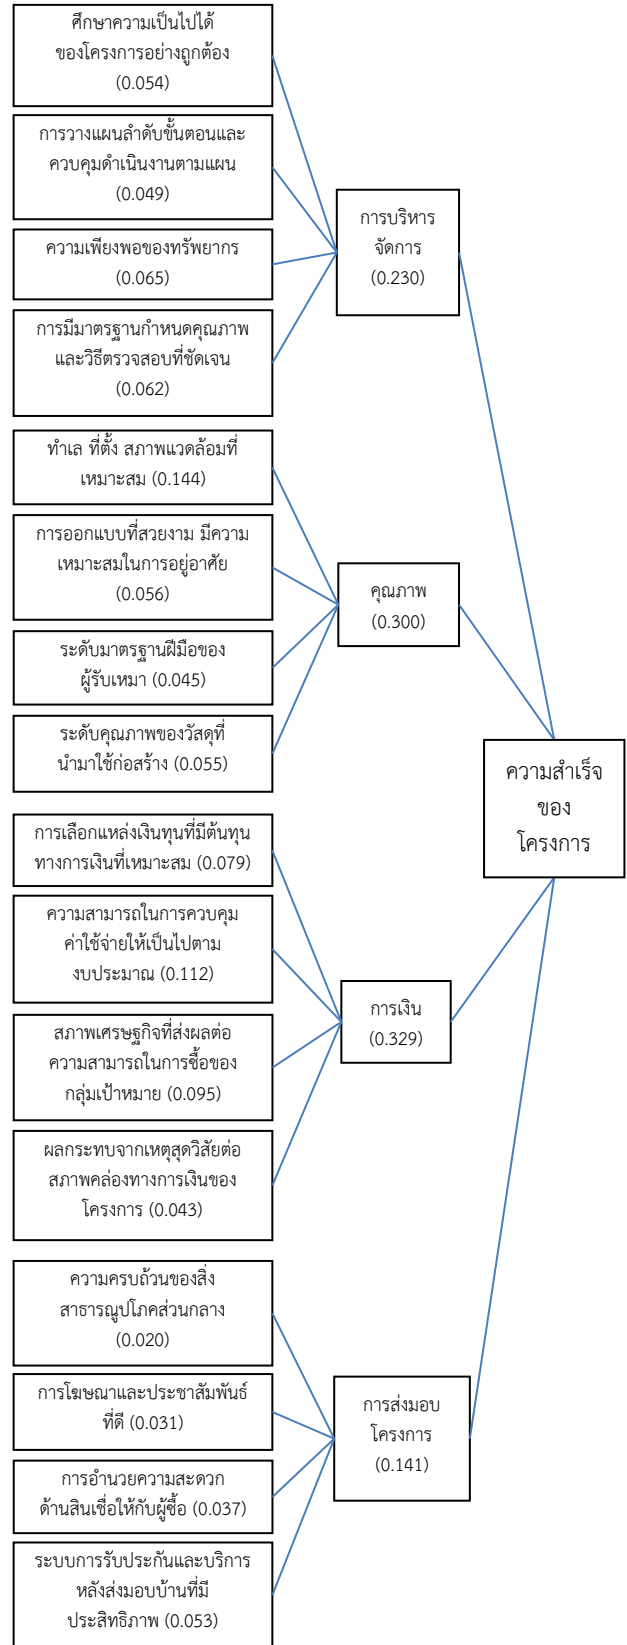 ศึกษาความเป็นไปได้
ของโครงการอย่างถูกต้อง
(0.054)
การวางแผนลำดับขั้นตอนและ
ควบคุมดำเนินงานตามแผน
(0.049)
ความเพียงพอของทรัพยากร
(0.065)
การมีมาตรฐานกำหนดคุณภาพ
และวิธีตรวจสอบที่ชัดเจน
(0.062)
การบริหาร
จัดการ
(0.230)
ทำเล ที่ตั้ง สภาพแวดล้อมที่
เหมาะสม (0.144)
การออกแบบที่สวยงาม มีความ
เหมาะสมในการอยู่อาศัย
(0.056)
ระดับมาตรฐานฝีมือของ
ผู้รับเหมา (0.045)
ระดับคุณภาพของวัสดุที่
นำมาใช้ก่อสร้าง (0.055)
คุณภาพ
(0.300)
ความสำเร็จ
ของ
โครงการ
การเลือกแหล่งเงินทุนที่มีต้นทุน
ทางการเงินที่เหมาะสม (0.079)
ความสามารถในการควบคุม
ค่าใช้จ่ายให้เป็นไปตาม
งบประมาณ (0.112)
สภาพเศรษฐกิจที่ส่งผลต่อ
ความสามารถในการซื้อของ
กลุ่มเป้าหมาย (0.095)
ผลกระทบจากเหตุสุดวิสัยต่อ
สภาพคล่องทางการเงินของ
โครงการ (0.043)
การเงิน
(0.329)
ความครบถ้วนของสิ่ง
สาธารณูปโภคส่วนกลาง
(0.020)
การโฆษณาและประชาสัมพันธ์
ที่ดี (0.031)
การอำนวยความสะดวก
ด้านสินเชื่อให้กับผู้ซื้อ (0.037)
ระบบการรับประกันและบริการ
หลังส่งมอบบ้านที่มี
ประสิทธิภาพ (0.053)
การส่งมอบ
โครงการ
(0.141)